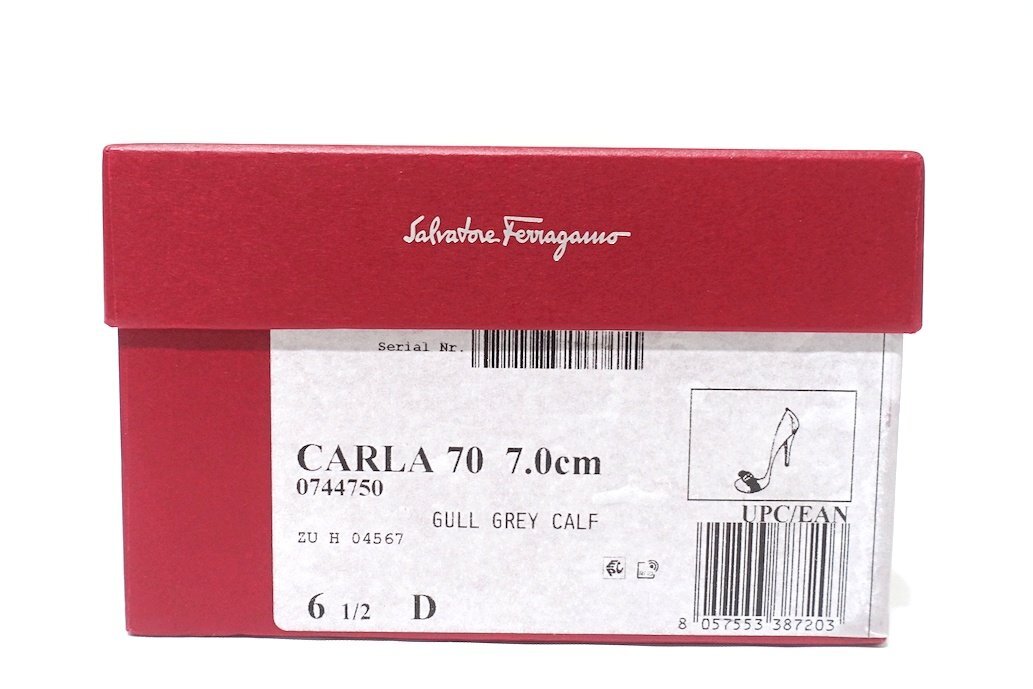 Salvatore Ferragamo
Serial Nr.
CARLA 70 7.0cm
0744750
GULL GREY CALF
ZU H 04567
UPC/EAN
6 1/2 D
8 057553 387203